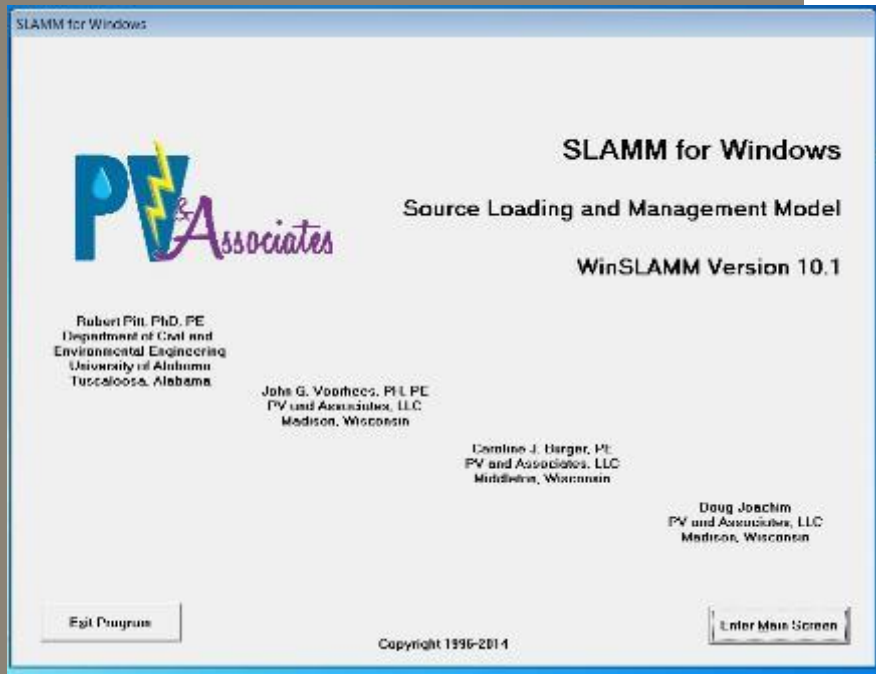 SLAMM for Windows
PV & Associates
SLAMM for Windows
Source Loading and Management Model
WinSLAMM Version 10.1
Robert Pitt, PhD, PE
Department of Civil and
Environmental Engineering
University of Alabama
Tuscaloosa, Alabama
John G. Voorhees, PH, PE
PV and Associates, LLC
Madison, Wisconsin
Caroline J. Burger, PE
PV and Associates, LLC
Middleton, Wisconsin
Doug Joachim
PV and Associates, LLC
Madison, Wisconsin
Exit Program
Enter Main Screen
Copyright 1996-2014